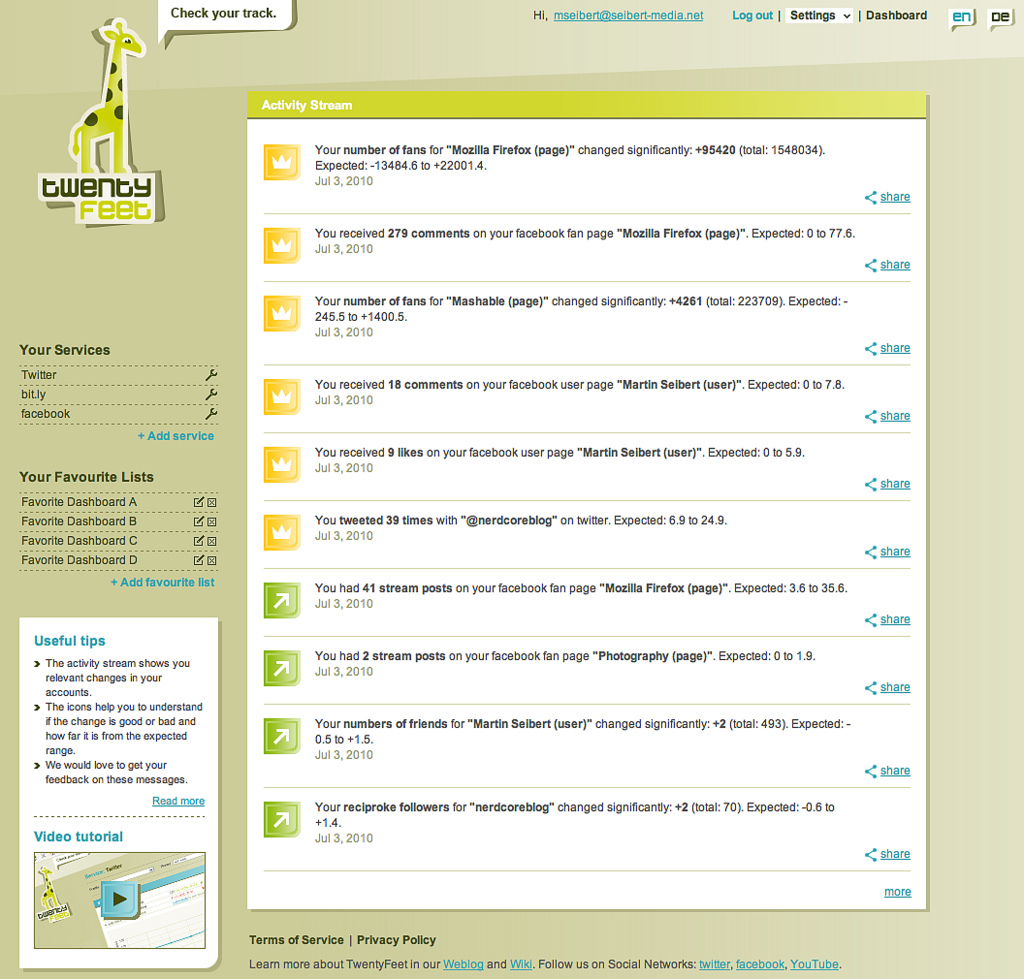 Check your track.
Hi, mseibert@seibert-media.net Log out | Settings | Dashboard en DE
twenty
feet
Your Services
Twitter
bit.ly
facebook
+ Add service
Your Favourite Lists
Favorite Dashboard A
Favorite Dashboard B
Favorite Dashboard C
Favorite Dashboard D
+ Add favourite list
Useful tips
The activity stream shows you
relevant changes in your
accounts.
The icons help you to understand
if the change is good or bad and
how far it is from the expected
range.
We would love to get your
feedback on these messages.
Read more
Video tutorial
twenty
feet
Service Twitter
Activity Stream
Your number of fans for "Mozilla Firefox (page)" changed significantly: +95420 (total: 1548034).
Expected: -13484.6 to +22001.4.
Jul 3, 2010
share
You received 279 comments on your facebook fan page "Mozilla Firefox (page)". Expected: 0 to 77.6.
Jul 3, 2010
share
Your number of fans for "Mashable (page)" changed significantly: +4261 (total: 223709). Expected: -
245.5 to +1400.5.
Jul 3, 2010
share
You received 18 comments on your facebook user page "Martin Seibert (user)". Expected: 0 to 7.8.
Jul 3, 2010
share
You received 9 likes on your facebook user page "Martin Seibert (user)". Expected: 0 to 5.9.
Jul 3, 2010
share
You tweeted 39 times with "@nerdcoreblog" on twitter. Expected: 6.9 to 24.9.
Jul 3, 2010
share
You had 41 stream posts on your facebook fan page "Mozilla Firefox (page)". Expected: 3.6 to 35.6.
Jul 3, 2010
share
You had 2 stream posts on your facebook fan page "Photography (page)". Expected: 0 to 1.9.
Jul 3, 2010
share
Your numbers of friends for "Martin Seibert (user)" changed significantly: +2 (total: 493). Expected: -
0.5 to +1.5.
Jul 3, 2010
share
Your reciproke followers for "nerdcoreblog" changed significantly: +2 (total: 70). Expected: -0.6 to
+1.4.
Jul 3, 2010
share
more
Terms of Service | Privacy Policy
Learn more about TwentyFeet in our Weblog and Wiki. Follow us on Social Networks: twitter, facebook, YouTube.